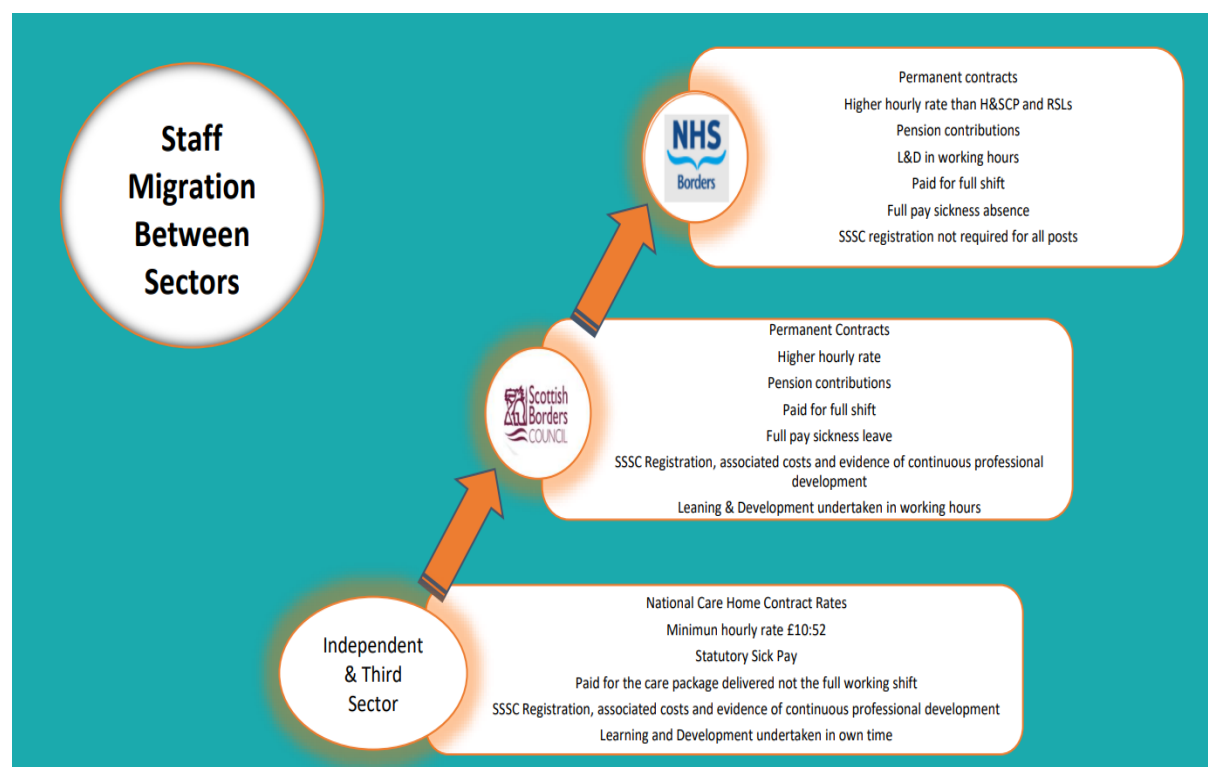 Staff
Migration
Between
Sectors
NHS
Borders
Permanent contracts
Higher hourly rate than H&SCP and RSLs
Pension contributions
L&D in working hours
Paid for full shift
Full pay sickness absence
SSSC registration not required for all posts
Scottish
Borders
COUNCIL
Permanent Contracts
Higher hourly rate
Pension contributions
Paid for full shift
Full pay sickness leave
SSSC Registration, associated costs and evidence of continuous professional
development
Leaning & Development undertaken in working hours
Independent
& Third
Sector
National Care Home Contract Rates
Minimun hourly rate £10:52
Statutory Sick Pay
Paid for the care package delivered not the full working shift
SSSC Registration, associated costs and evidence of continuous professional development
Learning and Development undertaken in own time